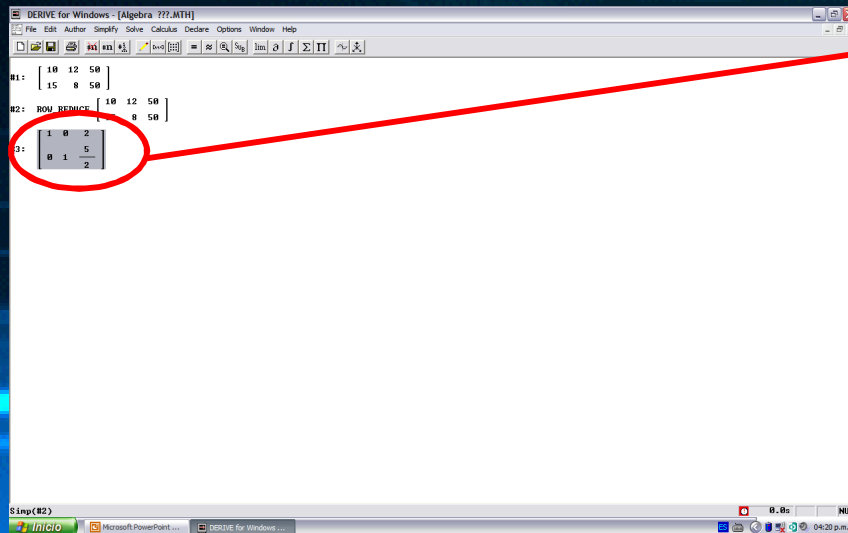 DERIVE for Windows - [Algebra ???.MTH]
File Edit Author Simplify Solve Calculus Declare Options Window Help
lim ∂ ∫ Σ Π
#1: [ 10 12 50
15 8 50 ]
#2: ROW_REDUCE [ 10 12 50
8 50 ]
3: [ 1 0 2
0 1 5/2 ]
Simp(#2) 0.0s
Inicio Microsoft PowerPoint ... DERIVE for Windows ... ES 04:20 p.m.